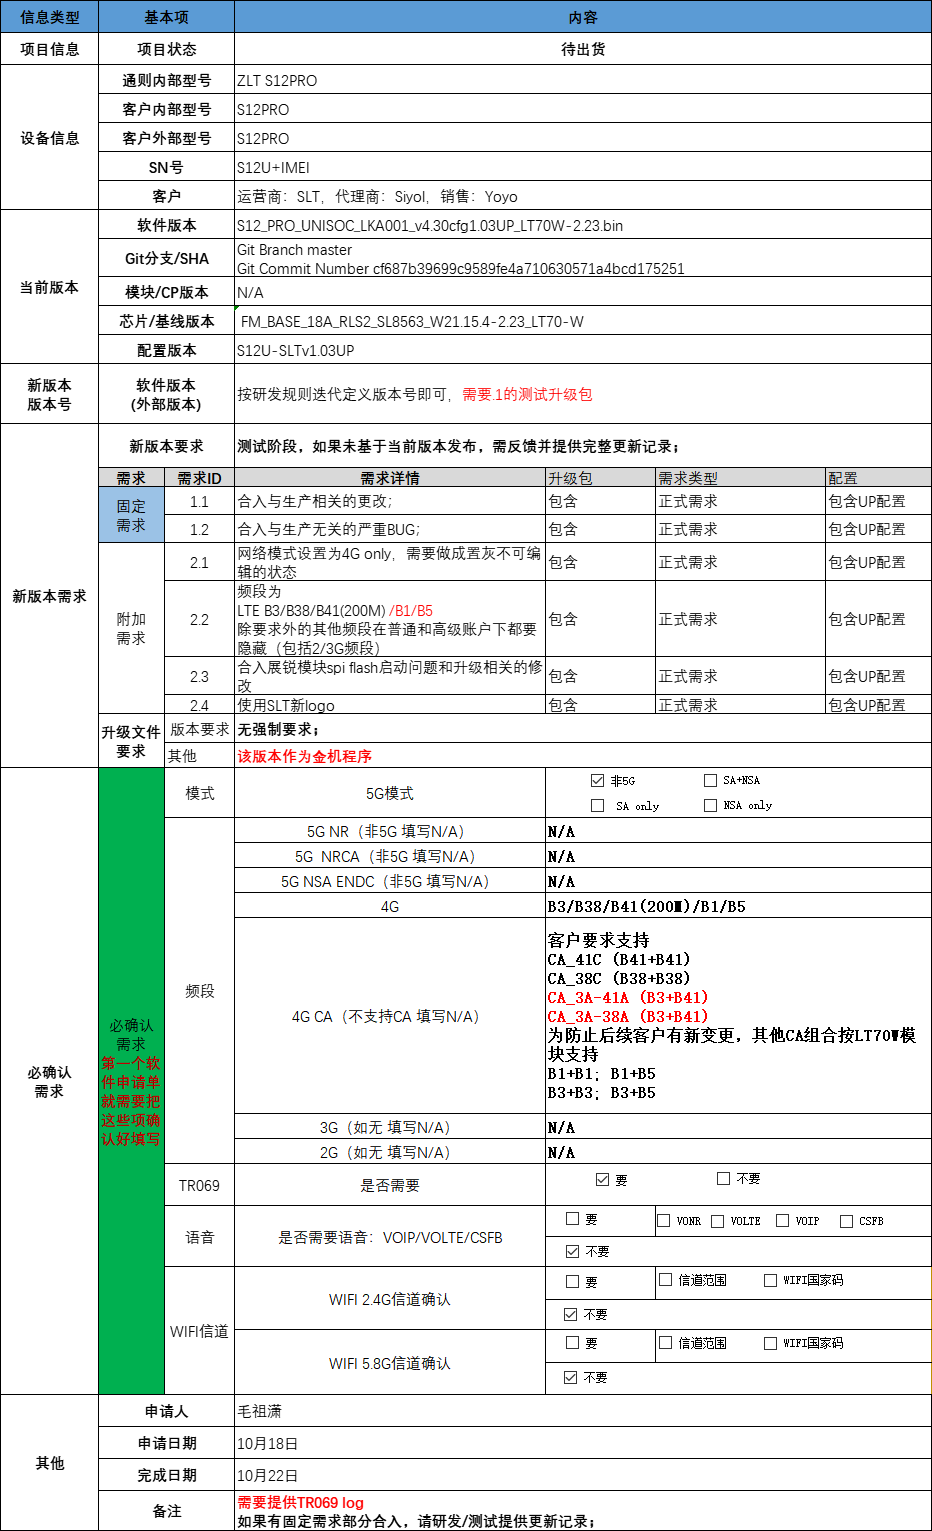 信息类型 基本项 内容
项目信息 项目状态 待出货
设备信息
通则内部型号 ZLT S12PRO
客户内部型号 S12PRO
客户外部型号 S12PRO
SN号 S12U+IMEI
客户 运营商：SLT，代理商：Siyol，销售：Yoyo
当前版本
软件版本 S12_PRO_UNISOC_LKA001_v4.30cfg1.03UP_LT70W-2.23.bin
Git分支/SHA
Git Branch master
Git Commit Number cf687b39699c9589fe4a710630571a4bcd175251
模块/CP版本 N/A
芯片/基线版本 FM_BASE_18A_RLS2_SL8563_W21.15.4-2.23_LT70-W
配置版本 S12U-SLTv1.03UP
新版本
版本号
软件版本
(外部版本)
按研发规则迭代定义版本号即可，需要.1的测试升级包
新版本需求
新版本要求 测试阶段，如果未基于当前版本发布，需反馈并提供完整更新记录；
需求 需求ID 需求详情 升级包 需求类型 配置
固定
需求
1.1 合入与生产相关的更改； 包含 正式需求 包含UP配置
1.2 合入与生产无关的严重BUG； 包含 正式需求 包含UP配置
附加
需求
2.1 网络模式设置为4G only，需要做成置灰不可编
辑的状态 包含 正式需求 包含UP配置
2.2 频段为
LTE B3/B38/B41(200M) /B1/B5
除要求外的其他频段在普通和高级账户下都要
隐藏（包括2/3G频段） 包含 正式需求 包含UP配置
2.3 合入展锐模块spi flash启动问题和升级相关的修
改 包含 正式需求 包含UP配置
2.4 使用SLT新logo 包含 正式需求 包含UP配置
升级文件
要求
版本要求 无强制要求；
其他 该版本作为金机程序
必确认
需求
必确认
需求
第一个软
件申请单
就需要把
这些项确
认好填写
模式 5G模式
非5G SA+NSA
SA only NSA only
频段
5G NR（非5G 填写N/A） N/A
5G NRCA（非5G 填写N/A） N/A
5G NSA ENDC（非5G 填写N/A） N/A
4G B3/B38/B41(200M)/B1/B5
4G CA（不支持CA 填写N/A）
客户要求支持
CA_41C (B41+B41)
CA_38C (B38+B38)
CA_3A-41A (B3+B41)
CA_3A-38A (B3+B41)
为防止后续客户有新变更，其他CA组合按LT70W模
块支持
B1+B1；B1+B5
B3+B3；B3+B5
3G（如无 填写N/A） N/A
2G（如无 填写N/A） N/A
TR069 是否需要 要 不要
语音 是否需要语音：VOIP/VOLTE/CSFB
要 VONR VOLTE VOIP CSFB
不要
WIFI信道
WIFI 2.4G信道确认
要 信道范围 WIFI国家码
不要
WIFI 5.8G信道确认
要 信道范围 WIFI国家码
不要
其他
申请人 毛祖潇
申请日期 10月18日
完成日期 10月22日
备注
需要提供TR069 log
如果有固定需求部分合入，请研发/测试提供更新记录；